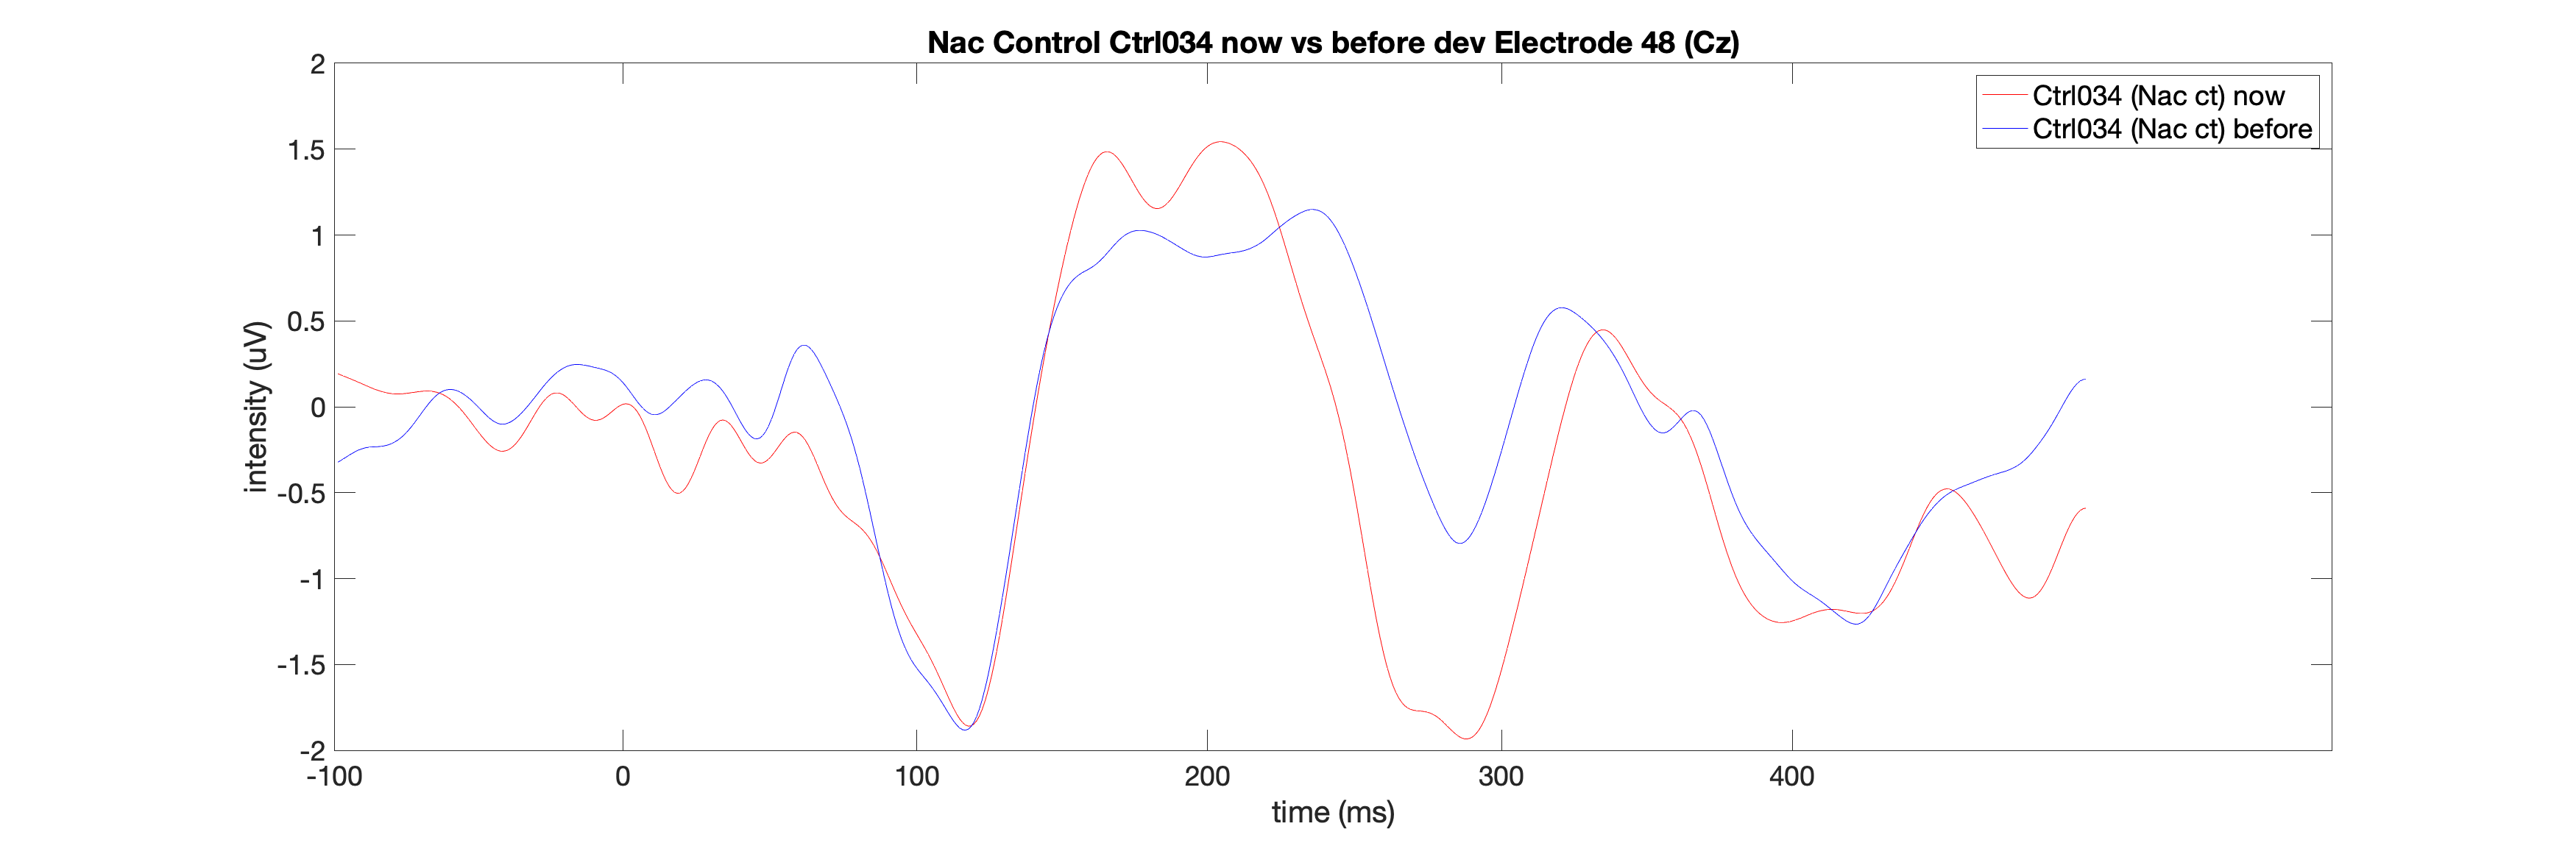 Nac Control Ctrl034 now vs before dev Electrode 48 (Cz)
Ctrl034 (Nac ct) now
Ctrl034 (Nac ct) before
2
1.5
1
0.5
0
-0.5
-1
-1.5
-2
intensity (uV)
-100 0 100 200 300 400
time (ms)